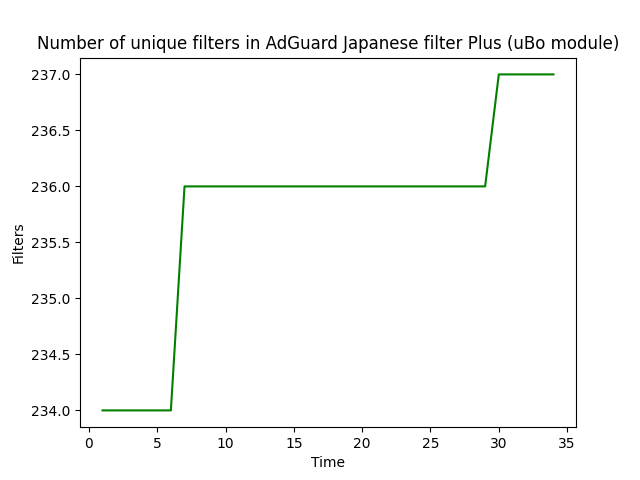 Number of unique filters in AdGuard Japanese filter Plus (uBo module)
237.0
236.5
236.0
235.5
235.0
234.5
234.0
Filters
0 5 10 15 20 25 30 35
Time